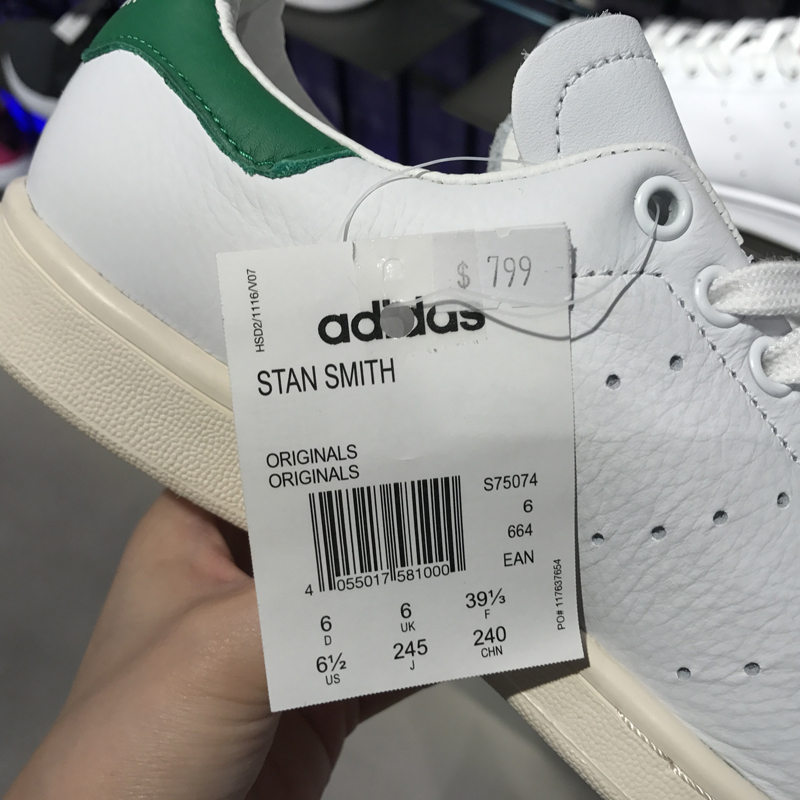 HSD2/1116/V07
$ 799
adidas
STAN SMITH
ORIGINALS
ORIGINALS
S75074
6
664
EAN
4 055017 581000
6 6 39⅓
D UK F
6½ 245 240
US J CHN
PO# 117637654